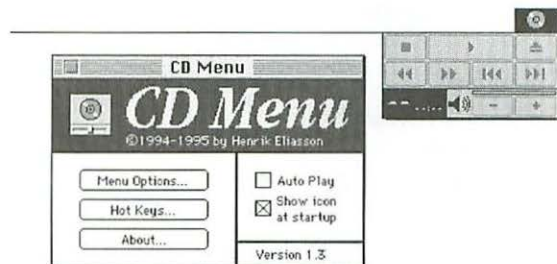 CD Menu
CD Menu
©1994-1995 by Henrik Eliasson
Menu Options...
Hot Keys...
About...
Auto Play
Show icon
at startup
Version 1.3